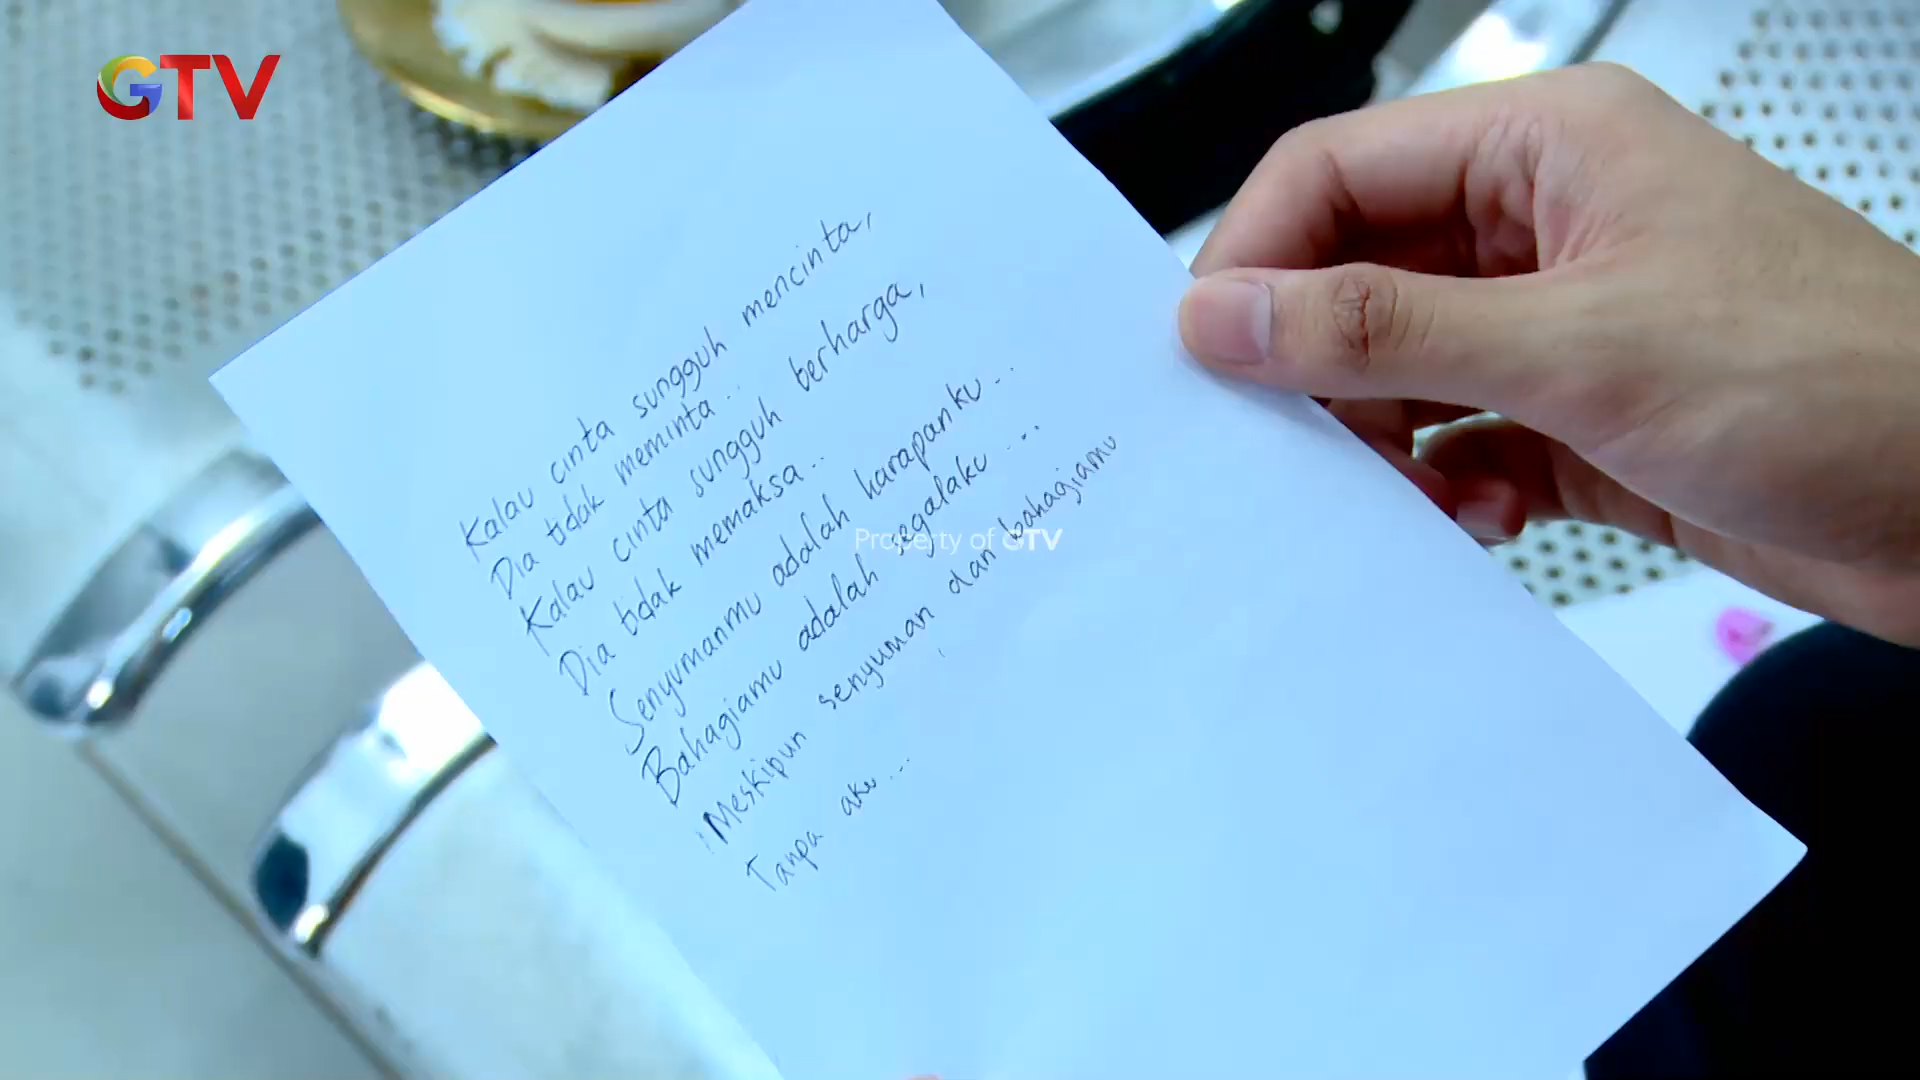 GTV
Kalau cinta sungguh mencinta,
Dia tidak meminta..
Kalau cinta sungguh berharga,
Dia tidak memaksa..
Senyumanmu adalah harapanku...
Bahagiamu adalah segalaku ...
Meskipun senyuman dan bahagiamu
Tanpa aku ...
Property of GTV